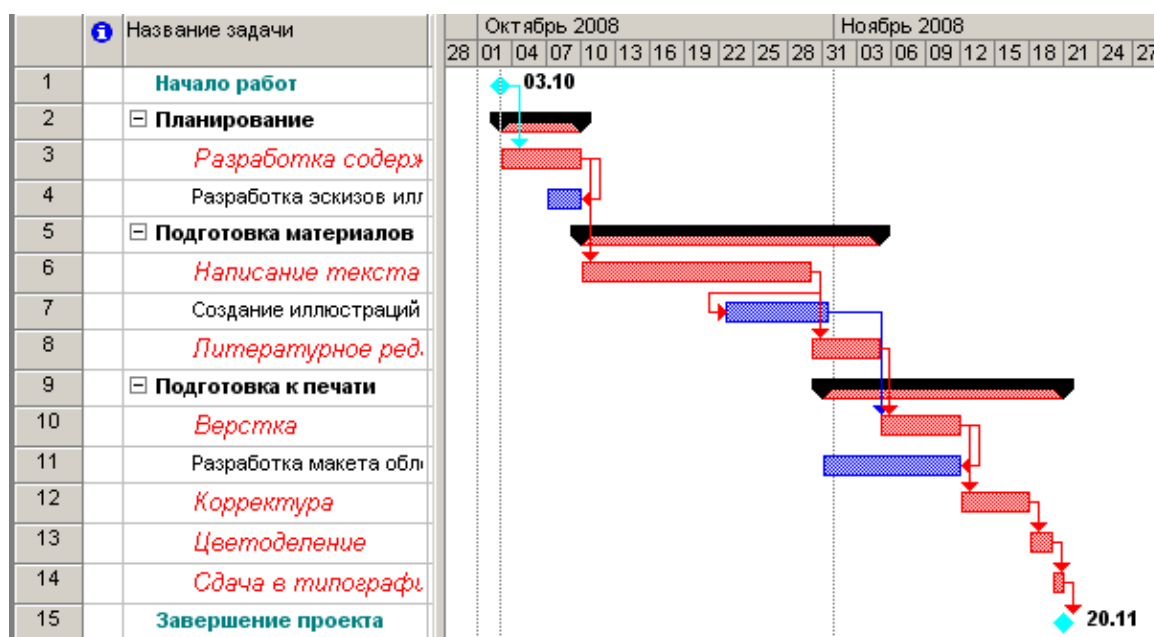 Название задачи
Октябрь 2008 Ноябрь 2008
28 01 04 07 10 13 16 19 22 25 28 31 03 06 09 12 15 18 21 24 27
1 Начало работ 03.10
2 Планирование
3 Разработка содерж
4 Разработка эскизов илл
5 Подготовка материалов
6 Написание текста
7 Создание иллюстраций
8 Литературное ред
9 Подготовка к печати
10 Верстка
11 Разработка макета обл
12 Корректура
13 Цветоделение
14 Сдача в типографи
15 Завершение проекта 20.11